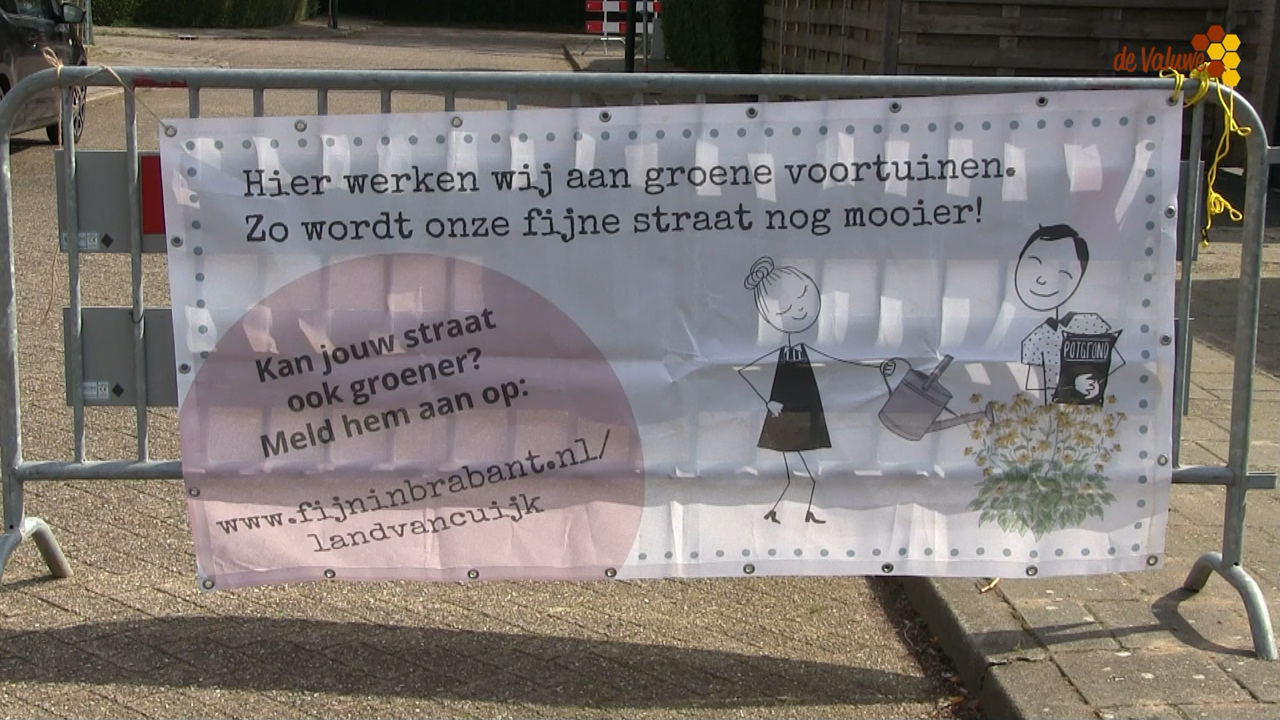 de Valuwe
Hier werken wij aan groene voortuinen.
Zo wordt onze fijne straat nog mooier!
Kan jouw straat
ook groener?
Meld hem aan op:
www.fijninbrabant.nl/
landvancuijk
POTGROND